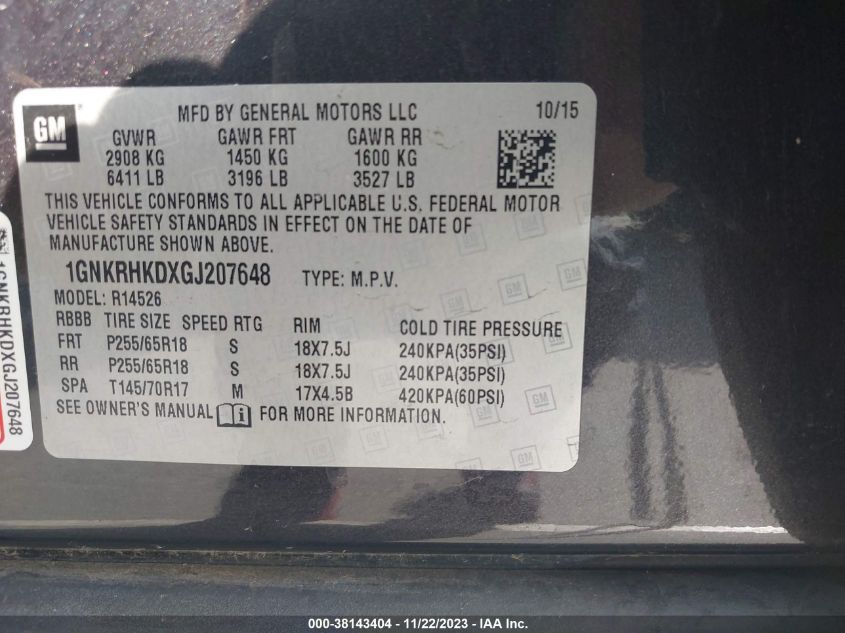 GM
MFD BY GENERAL MOTORS LLC 10/15
GVWR GAWR FRT GAWR RR
2908 KG 1450 KG 1600 KG
6411 LB 3196 LB 3527 LB
THIS VEHICLE CONFORMS TO ALL APPLICABLE U.S. FEDERAL MOTOR
VEHICLE SAFETY STANDARDS IN EFFECT ON THE DATE OF
MANUFACTURE SHOWN ABOVE.
1GNKRHKDXGJ207648 TYPE: M.P.V.
MODEL: R14526
RBBB TIRE SIZE SPEED RTG RIM COLD TIRE PRESSURE
FRT P255/65R18 S 18X7.5J 240KPA(35PSI)
RR P255/65R18 S 18X7.5J 240KPA(35PSI)
SPA T145/70R17 M 17X4.5B 420KPA(60PSI)
SEE OWNER'S MANUAL FOR MORE INFORMATION.
1GNKRHKDXGJ207648
000-38143404 - 11/22/2023 - IAA Inc.